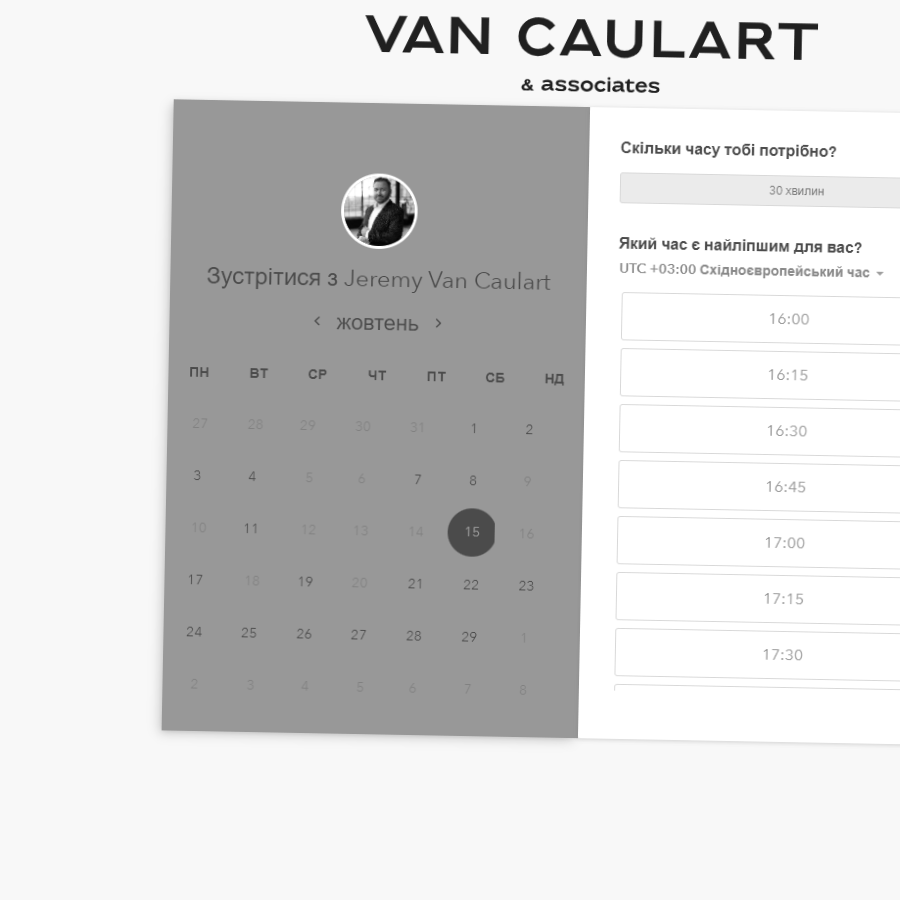 VAN CAULART
& associates
Зустрітися з Jeremy Van Caulart
жовтень
ПН ВТ СР ЧТ ПТ СБ НД
27 28 29 30 31 1 2
3 4 5 6 7 8 9
10 11 12 13 14 15 16
17 18 19 20 21 22 23
24 25 26 27 28 29 1
2 3 4 5 6 7 8
Скільки часу тобі потрібно?
30 хвилин
Який час є найліпшим для вас?
UTC +03:00 Східноєвропейський час
16:00
16:15
16:30
16:45
17:00
17:15
17:30